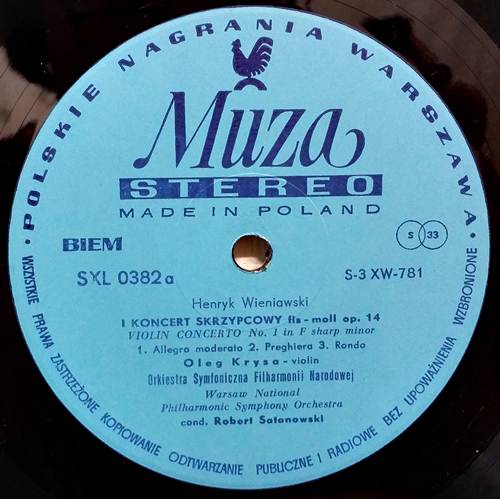 • POLSKIE NAGRANIA WARSZAWA •
Muza
STEREO
MADE IN POLAND
BIEM
S 33
SXL 0382a
S-3 XW-781
Henryk Wieniawski
I KONCERT SKRZYPCOWY fis-moll op. 14
VIOLIN CONCERTO No. 1 in F sharp minor
1. Allegro moderato 2. Preghiera 3. Rondo
Oleg Krysa-violin
Orkiestra Symfoniczna Filharmonii Narodowej
Warsaw National
Philharmonic Symphony Orchestra
cond. Robert Satanowski
WSZYSTKIE PRAWA ZASTRZEŻONE KOPIOWANIE ODTWARZANIE PUBLICZNE I RADIOWE BEZ UPOWAŻNIENIA WZBRONIONE